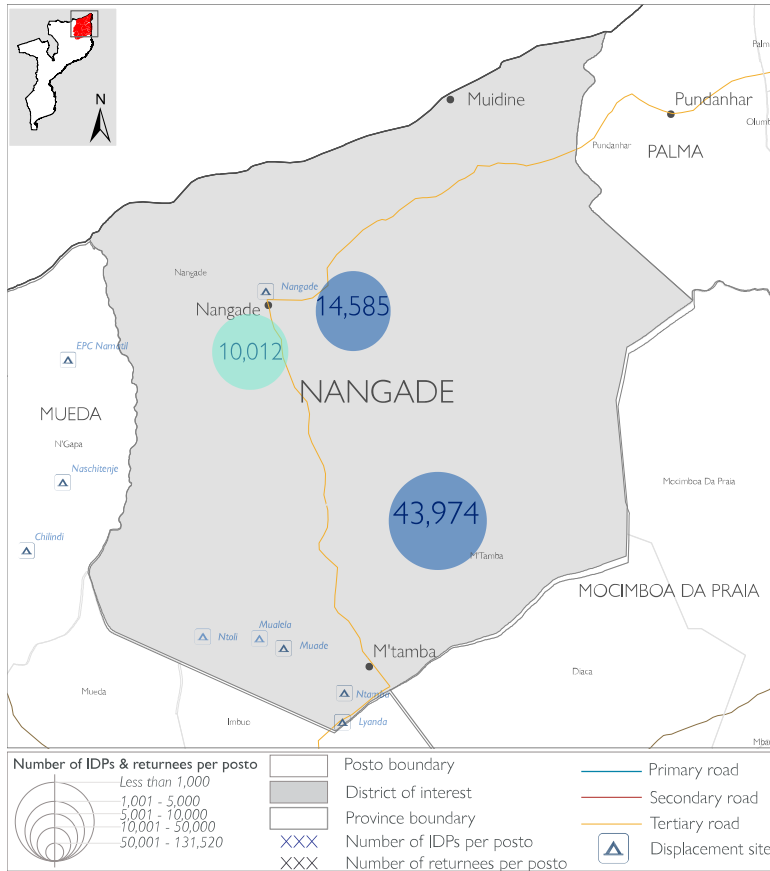 N
Muidine
Palm
Pundanhar
Olumb
Pundanhar
PALMA
Nangade
Nangade
Nangade
14,585
10,012
EPC Namatil
NANGADE
MUEDA
N'Gapa
Naschitenje
Mocimboa Da Praia
43,974
Chilindi
M'Tamba
MOCIMBOA DA PRAIA
Ntoli
Mualela
Muade
M'tamba
Diaca
Mueda
Ntamba
Imbuo
Lyanda
Mbau
Number of IDPs & returnees per posto
Less than 1,000
1,001 - 5,000
5,001 - 10,000
10,001 - 50,000
50,001 - 131,520
Posto boundary
District of interest
Province boundary
XXX Number of IDPs per posto
XXX Number of returnees per posto
Primary road
Secondary road
Tertiary road
Displacement site